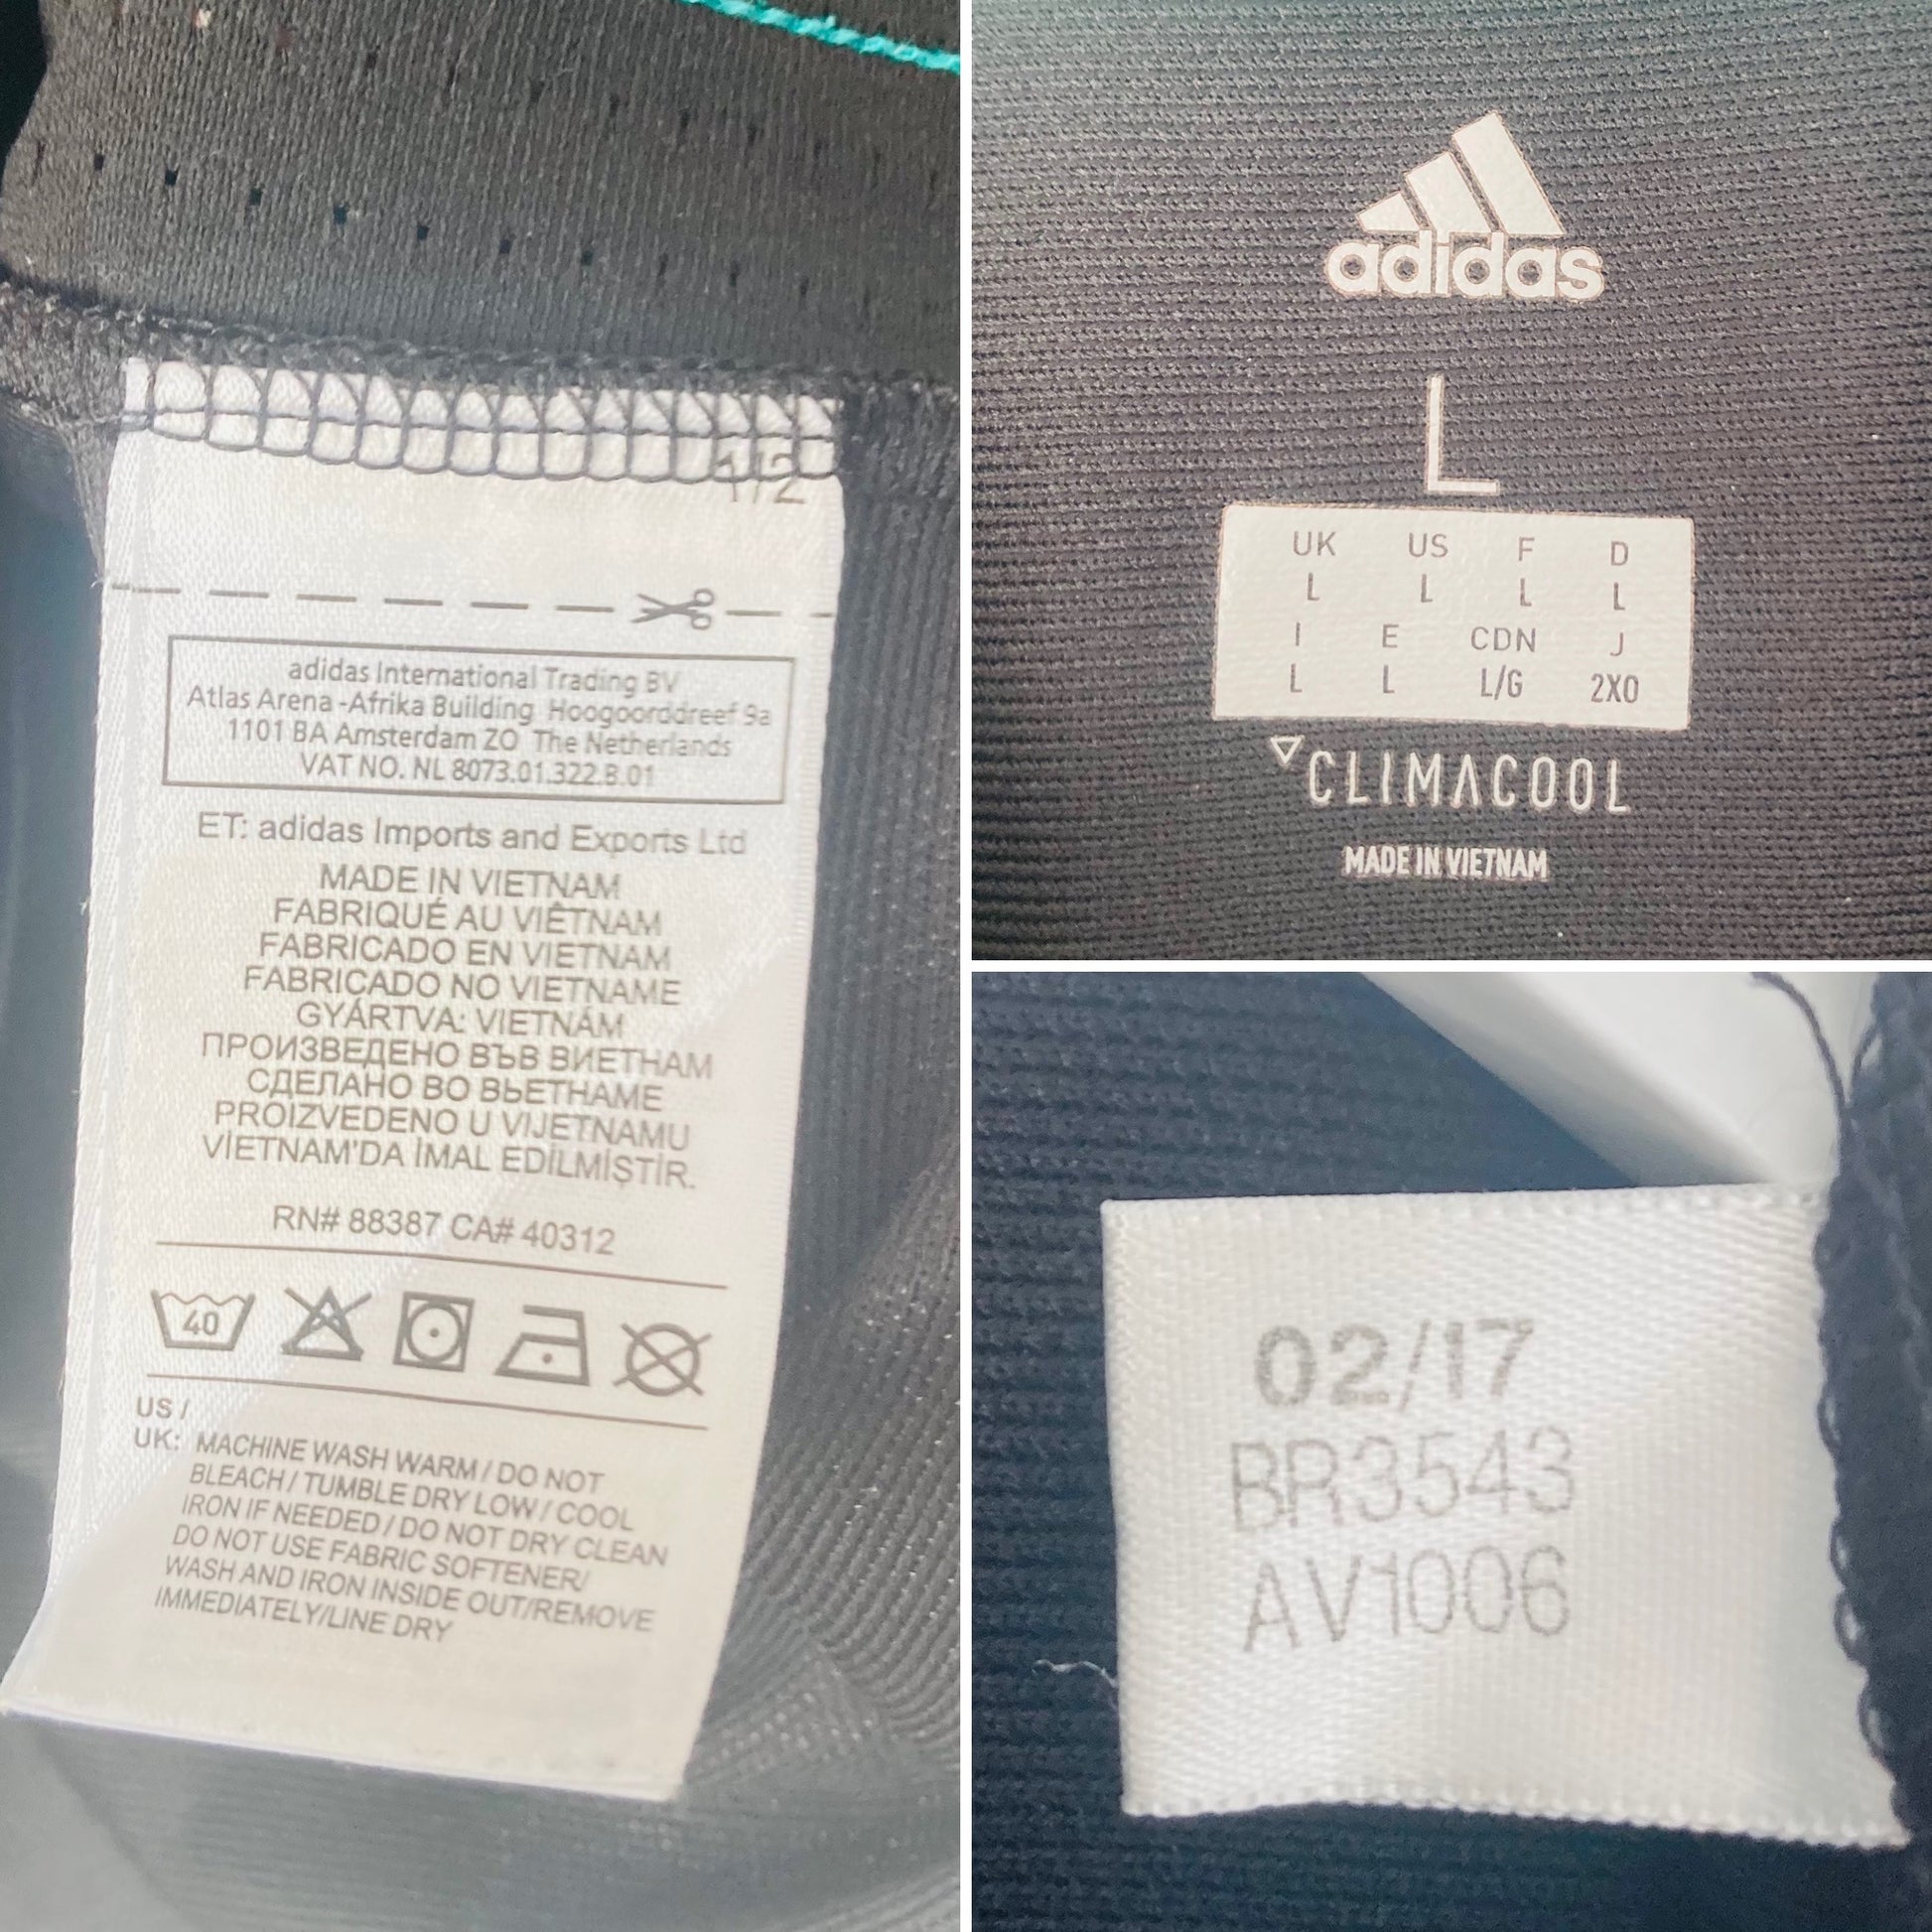 1/2
adidas International Trading BV
Atlas Arena -Afrika Building Hoogoorddreef 9a
1101 BA Amsterdam ZO The Netherlands
VAT NO. NL 8073.01.322.B.01
ET: adidas Imports and Exports Ltd
MADE IN VIETNAM
FABRIQUÉ AU VIÊTNAM
FABRICADO EN VIETNAM
FABRICADO NO VIETNAME
GYÁRTVA: VIETNÁM
ПРОИЗВЕДЕНО ВЪВ ВИЕТНАМ
СДЕЛАНО ВО ВЬЕТНАМЕ
PROIZVEDENO U VIJETNAMU
VİETNAM'DA İMAL EDİLMİŞTİR.
RN# 88387 CA# 40312
40
US /
UK: MACHINE WASH WARM / DO NOT
BLEACH / TUMBLE DRY LOW / COOL
IRON IF NEEDED / DO NOT DRY CLEAN
DO NOT USE FABRIC SOFTENER/
WASH AND IRON INSIDE OUT/REMOVE
IMMEDIATELY/LINE DRY
adidas
L
UK US F D
L L L L
I E CDN J
L L L/G 2XO
CLIMACOOL
MADE IN VIETNAM
02/17
BR3543
AV1006